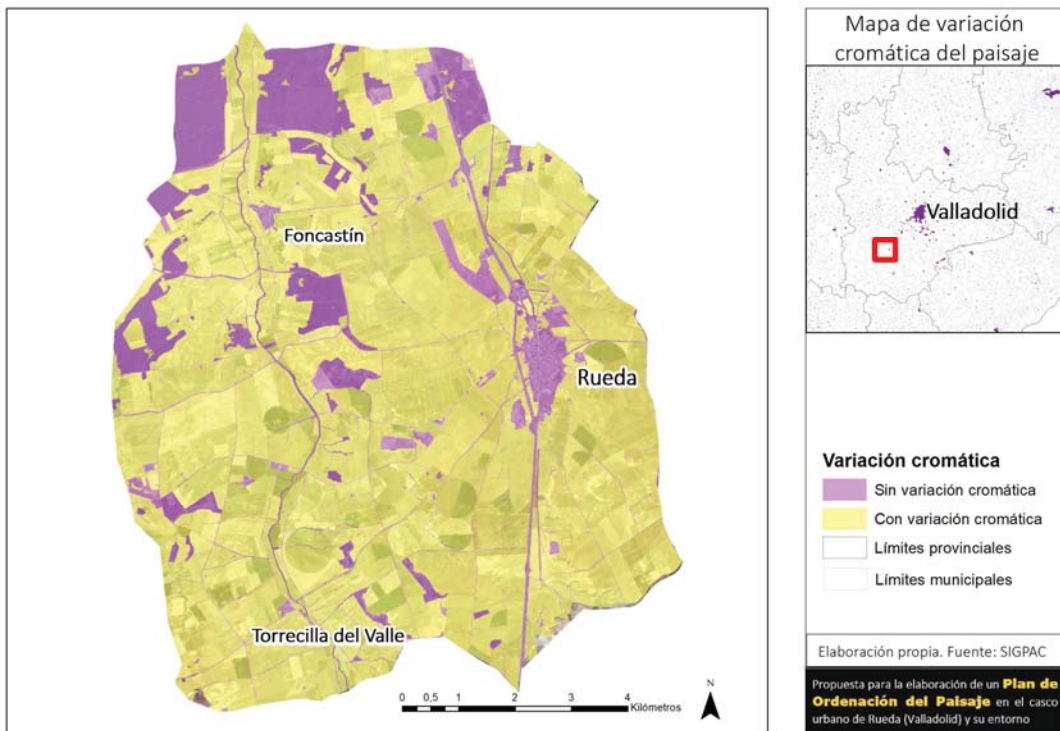 Foncastín
Rueda
Torrecilla del Valle
0 0,5 1 2 3 4
Kilómetros
N
Mapa de variación
cromática del paisaje
Valladolid
Variación cromática
Sin variación cromática
Con variación cromática
Límites provinciales
Límites municipales
Elaboración propia. Fuente: SIGPAC
Propuesta para la elaboración de un Plan de
Ordenación del Paisaje en el casco
urbano de Rueda (Valladolid) y su entorno